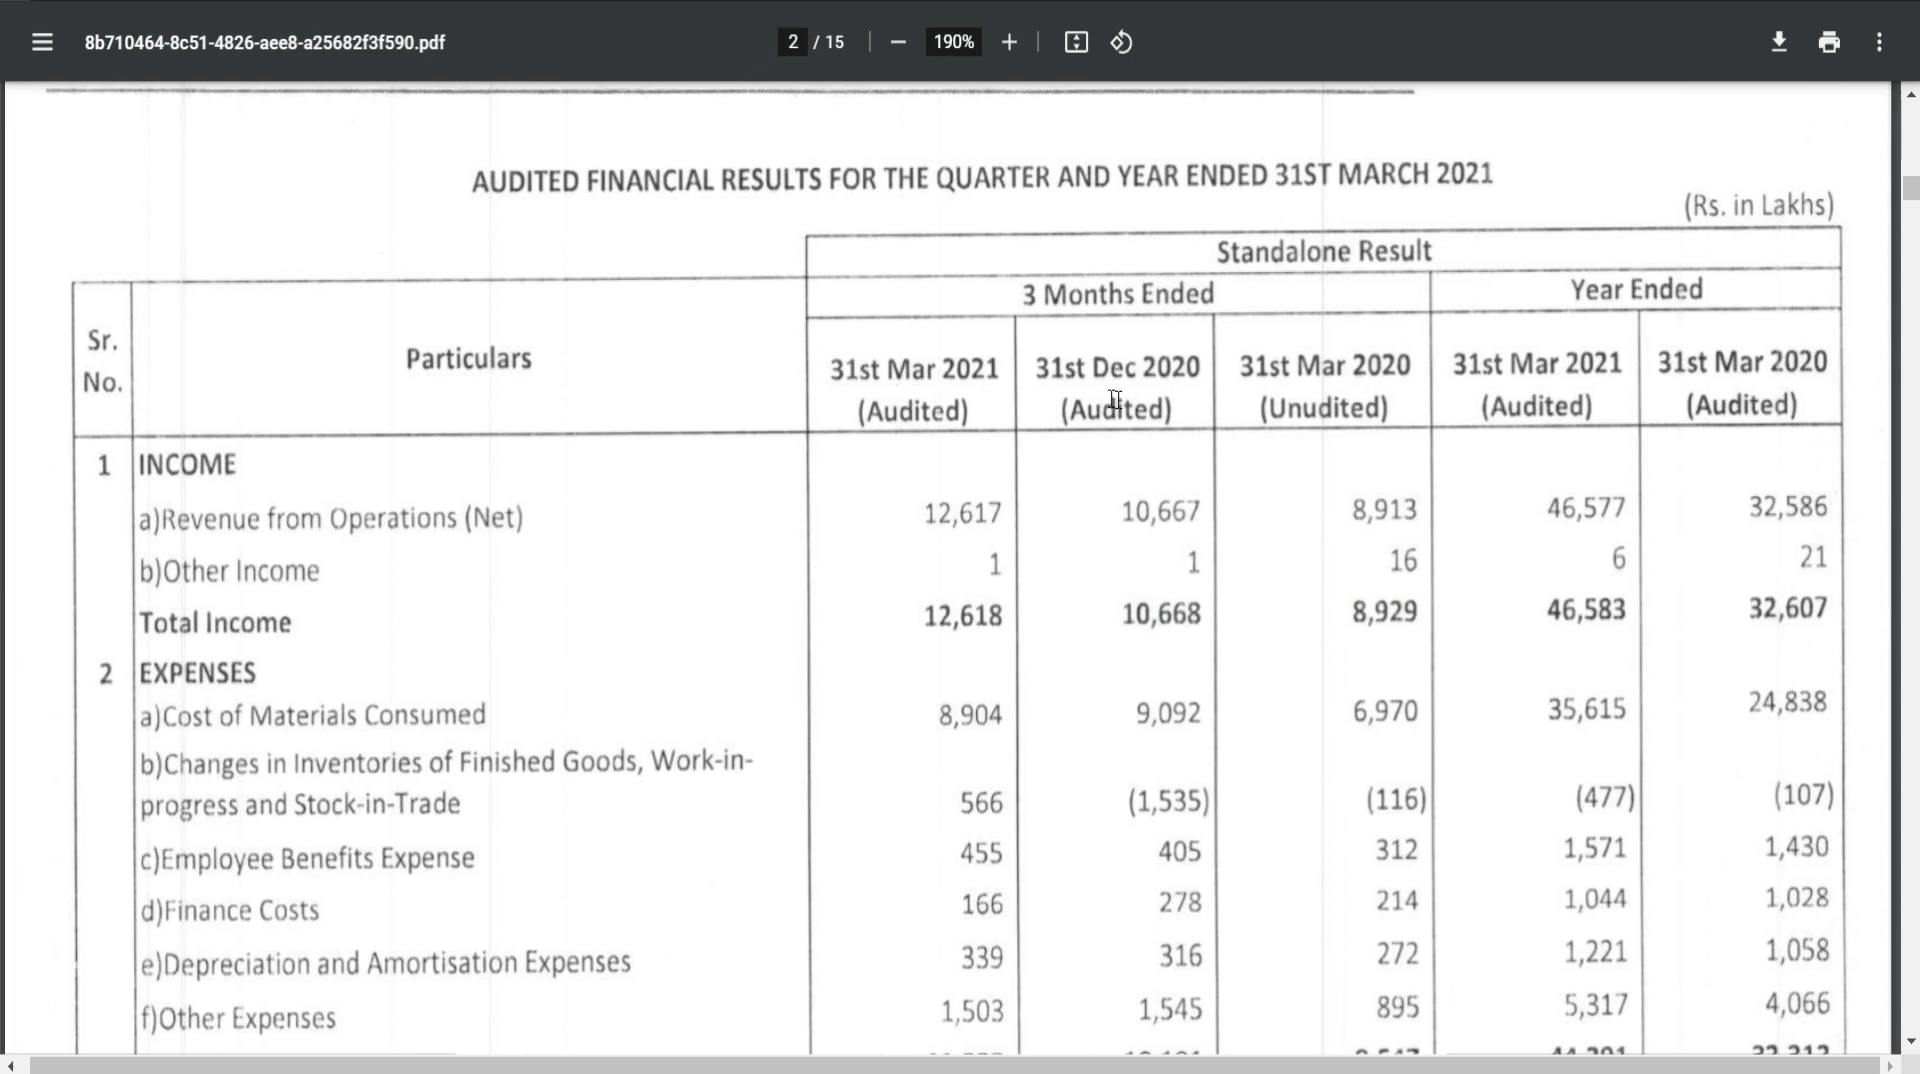 8b710464-8c51-4826-aee8-a25682f3f590.pdf
2 / 15
190%
AUDITED FINANCIAL RESULTS FOR THE QUARTER AND YEAR ENDED 31ST MARCH 2021
(Rs. in Lakhs)
Standalone Result
3 Months Ended Year Ended
Sr. No. Particulars 31st Mar 2021 31st Dec 2020 31st Mar 2020 31st Mar 2021 31st Mar 2020
(Audited) (Audited) (Unudited) (Audited) (Audited)
1 INCOME
a)Revenue from Operations (Net) 12,617 10,667 8,913 46,577 32,586
b)Other Income 1 1 16 6 21
Total Income 12,618 10,668 8,929 46,583 32,607
2 EXPENSES
a)Cost of Materials Consumed 8,904 9,092 6,970 35,615 24,838
b)Changes in Inventories of Finished Goods, Work-in-
progress and Stock-in-Trade 566 (1,535) (116) (477) (107)
c)Employee Benefits Expense 455 405 312 1,571 1,430
d)Finance Costs 166 278 214 1,044 1,028
e)Depreciation and Amortisation Expenses 339 316 272 1,221 1,058
f)Other Expenses 1,503 1,545 895 5,317 4,066